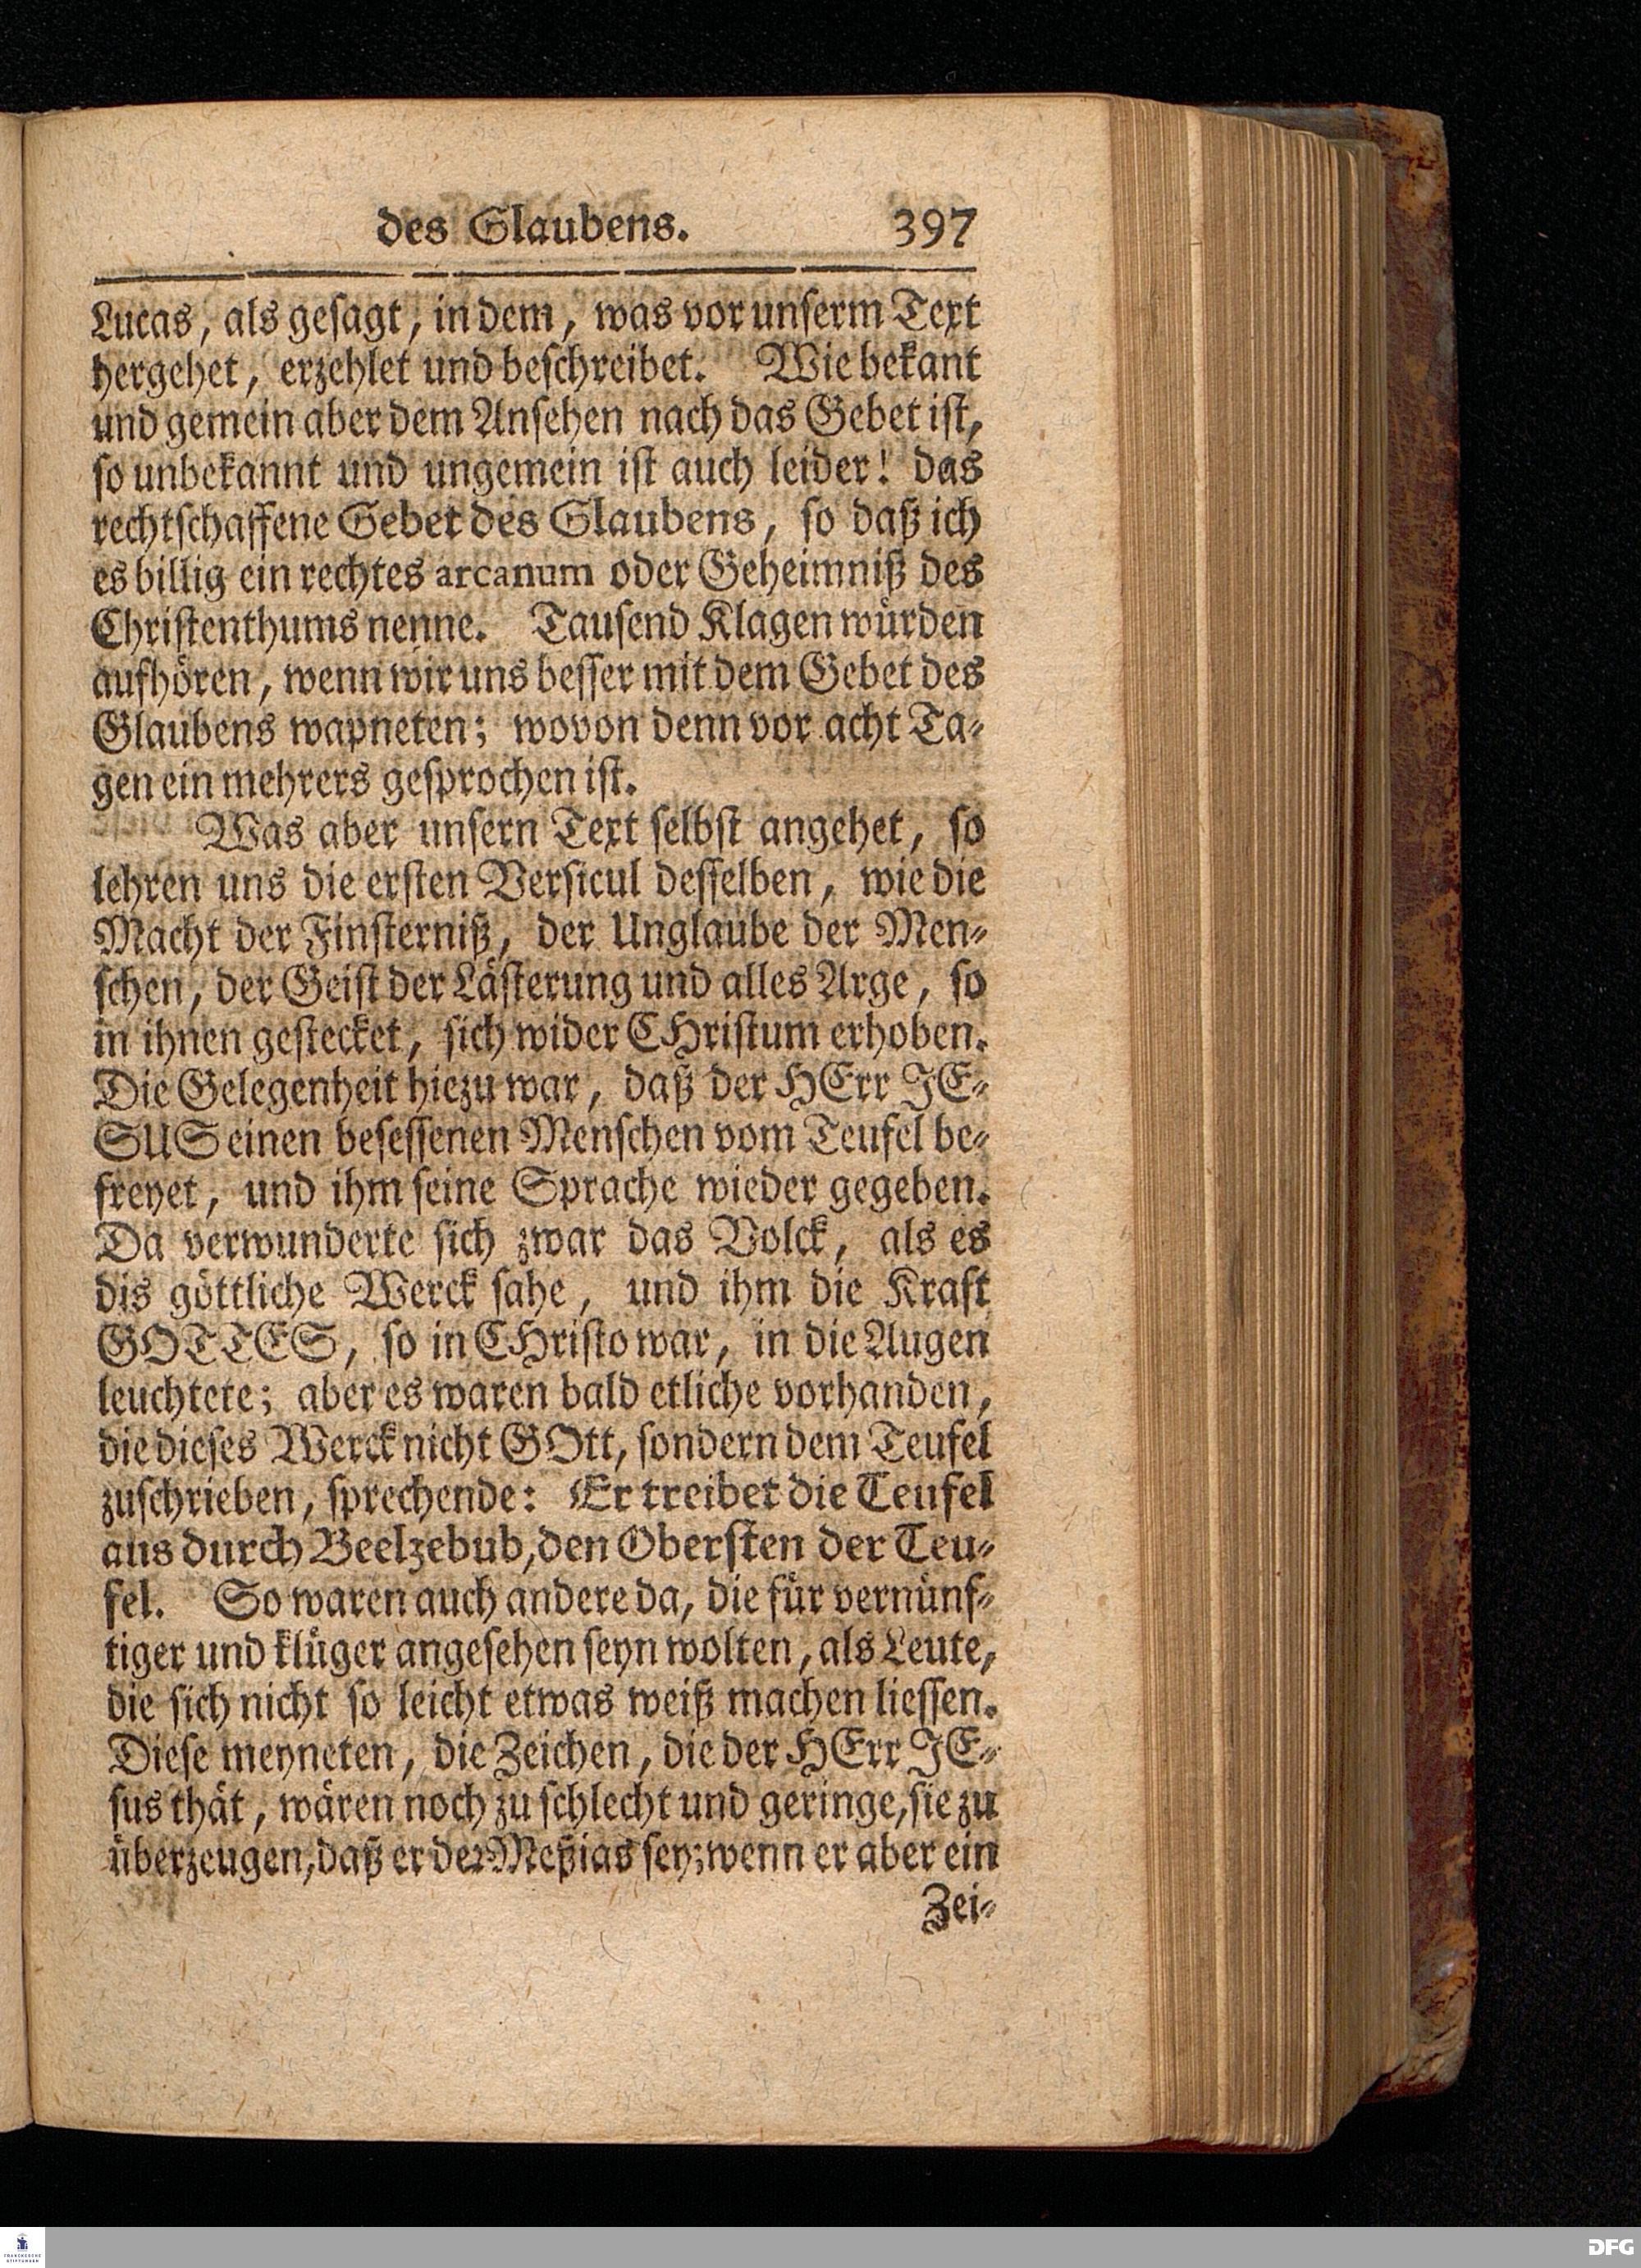 des Glaubens. 397
Lucas, als gesagt, in dem, was vor unserm Text
hergehet, erzehlet und beschreibet. Wie bekant
und gemein aber dem Ansehen nach das Gebet ist,
so unbekannt und ungemein ist auch leider! das
rechtschaffene Gebet des Glaubens, so daß ich
es billig ein rechtes arcanum oder Geheimniß des
Christenthums nenne. Tausend Klagen würden
aufhören, wenn wir uns besser mit dem Gebet des
Glaubens wapneten; wovon denn vor acht Ta-
gen ein mehrers gesprochen ist.
Was aber unsern Text selbst angehet, so
lehren uns die ersten Versicul desselben, wie die
Macht der Finsterniß, der Unglaube der Men-
schen, der Geist der Lästerung und alles Arge, so
in ihnen gestecket, sich wider CHristum erhoben.
Die Gelegenheit hiezu war, daß der HErr JE-
SUS einen besessenen Menschen vom Teufel be-
freyet, und ihm seine Sprache wieder gegeben.
Da verwunderte sich zwar das Volck, als es
dis göttliche Werck sahe, und ihm die Kraft
GOTTES, so in CHristo war, in die Augen
leuchtete; aber es waren bald etliche vorhanden,
die dieses Werck nicht GOtt, sondern dem Teufel
zuschrieben, sprechende: Er treibet die Teufel
aus durch Beelzebub, den Obersten der Teu-
fel. So waren auch andere da, die für vernünf-
tiger und klüger angesehen seyn wolten, als Leute,
die sich nicht so leicht etwas weiß machen liessen.
Diese meyneten, die Zeichen, die der HErr JE-
sus thät, wären noch zu schlecht und geringe, sie zu
überzeugen, daß er der Meßias sey; wenn er aber ein
Zei-
FRANCKESCHE
STIFTUNGEN
DFG